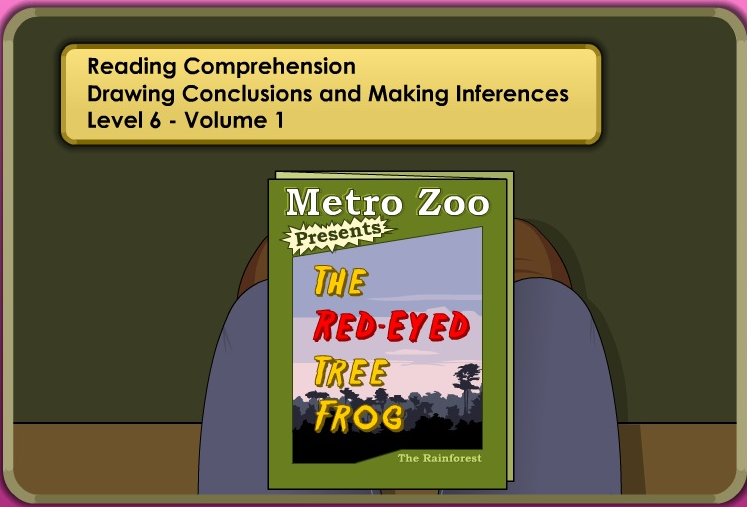 Reading Comprehension
Drawing Conclusions and Making Inferences
Level 6 - Volume 1
Metro Zoo
Presents
THE
RED-EYED
TREE
FROG
The Rainforest